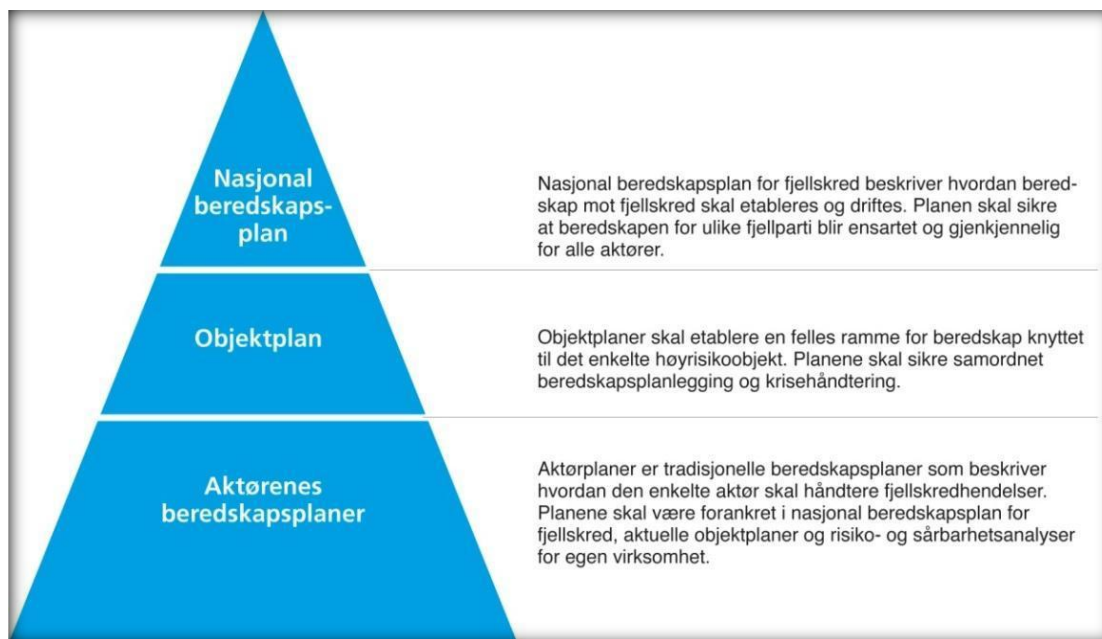 Nasjonal
beredskaps-
plan
Nasjonal beredskapsplan for fjellskred beskriver hvordan bered-
skap mot fjellskred skal etableres og driftes. Planen skal sikre
at beredskapen for ulike fjellparti blir ensartet og gjenkjennelig
for alle aktører.
Objektplan
Objektplaner skal etablere en felles ramme for beredskap knyttet
til det enkelte høyrisikoobjekt. Planene skal sikre samordnet
beredskapsplanlegging og krisehåndtering.
Aktørenes
beredskapsplaner
Aktørplaner er tradisjonelle beredskapsplaner som beskriver
hvordan den enkelte aktør skal håndtere fjellskredhendelser.
Planene skal være forankret i nasjonal beredskapsplan for
fjellskred, aktuelle objektplaner og risiko- og sårbarhetsanalyser
for egen virksomhet.